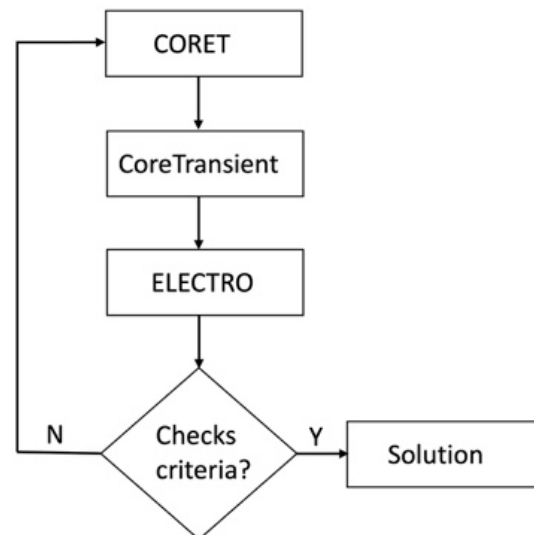 CORET
CoreTransient
ELECTRO
N
Checks
criteria?
Y
Solution